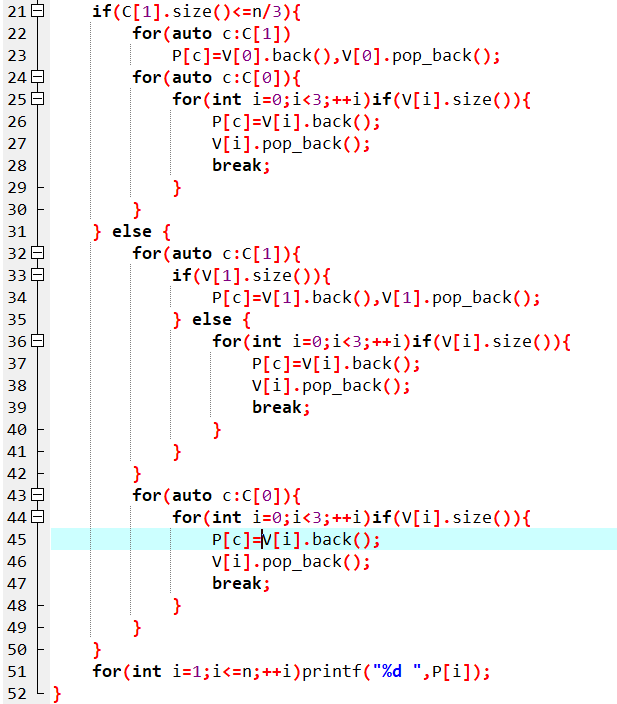 21 if(C[1].size()<=n/3){
22 for(auto c:C[1])
23 P[c]=V[0].back(),V[0].pop_back();
24 for(auto c:C[0]){
25 for(int i=0;i<3;++i)if(V[i].size()){
26 P[c]=V[i].back();
27 V[i].pop_back();
28 break;
29 }
30 }
31 } else {
32 for(auto c:C[1]){
33 if(V[1].size()){
34 P[c]=V[1].back(),V[1].pop_back();
35 } else {
36 for(int i=0;i<3;++i)if(V[i].size()){
37 P[c]=V[i].back();
38 V[i].pop_back();
39 break;
40 }
41 }
42 }
43 for(auto c:C[0]){
44 for(int i=0;i<3;++i)if(V[i].size()){
45 P[c]=V[i].back();
46 V[i].pop_back();
47 break;
48 }
49 }
50 }
51 for(int i=1;i<=n;++i)printf("%d ",P[i]);
52 }